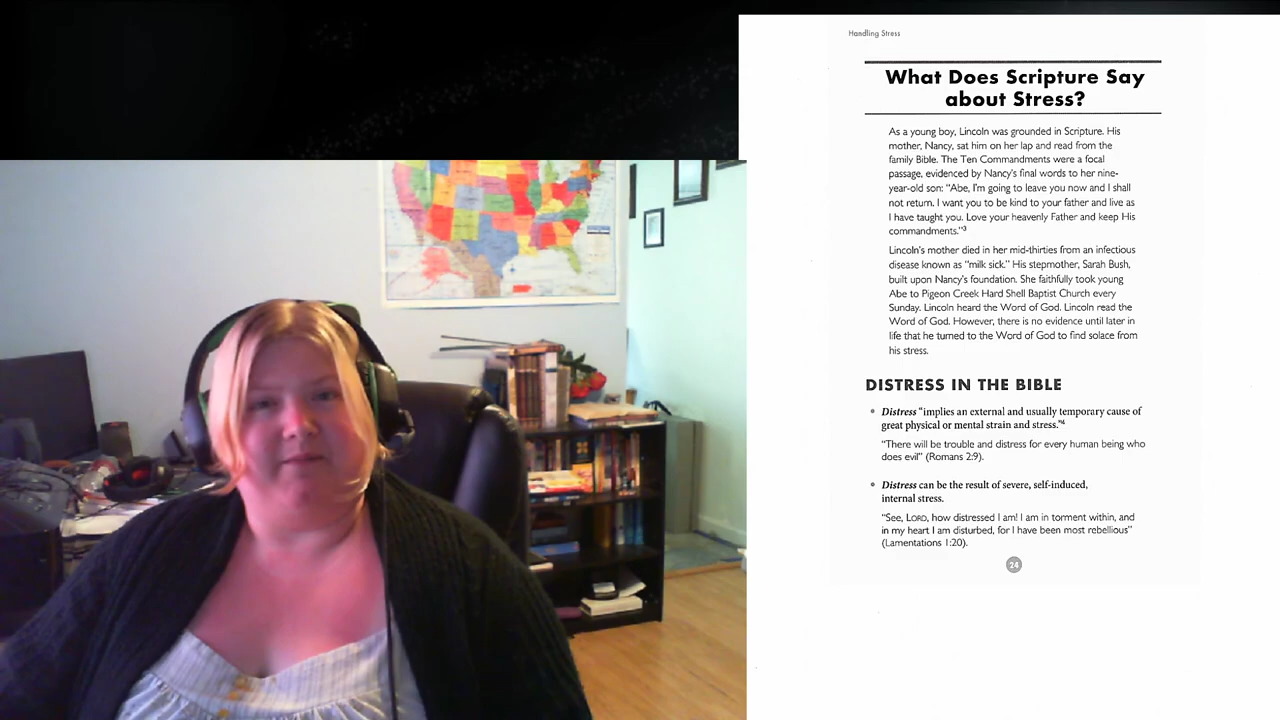 Handling Stress
What Does Scripture Say
about Stress?
As a young boy, Lincoln was grounded in Scripture. His
mother, Nancy, sat him on her lap and read from the
family Bible. The Ten Commandments were a focal
passage, evidenced by Nancy's final words to her nine-
year-old son: “Abe, I'm going to leave you now and I shall
not return. I want you to be kind to your father and live as
I have taught you. Love your heavenly Father and keep His
commandments.”3
Lincoln's mother died in her mid-thirties from an infectious
disease known as “milk sick.” His stepmother, Sarah Bush,
built upon Nancy's foundation. She faithfully took young
Abe to Pigeon Creek Hard Shell Baptist Church every
Sunday. Lincoln heard the Word of God. Lincoln read the
Word of God. However, there is no evidence until later in
life that he turned to the Word of God to find solace from
his stress.
DISTRESS IN THE BIBLE
• Distress “implies an external and usually temporary cause of
great physical or mental strain and stress.”4
“There will be trouble and distress for every human being who
does evil” (Romans 2:9).
• Distress can be the result of severe, self-induced,
internal stress.
“See, LORD, how distressed I am! I am in torment within, and
in my heart I am disturbed, for I have been most rebellious”
(Lamentations 1:20).
24